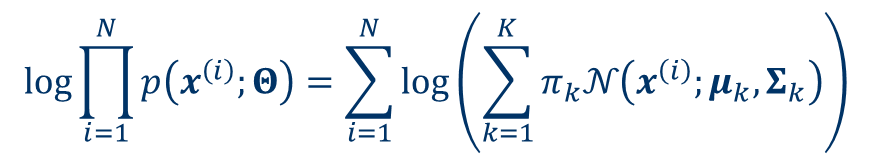 log ∏_{i=1}^{N} p(𝒙^{(i)}; 𝚯) = ∑_{i=1}^{N} log(∑_{k=1}^{K} π_k 𝒩(𝒙^{(i)}; 𝝁_k, 𝚺_k))